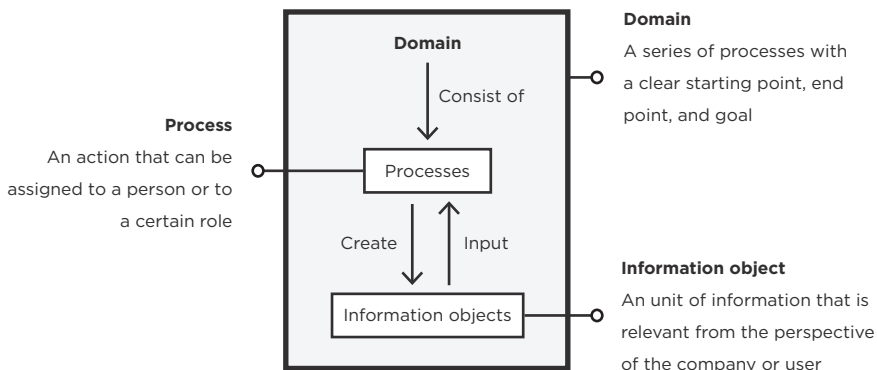 Domain
Consist of
Processes
Create
Input
Information objects
Process
An action that can be
assigned to a person or to
a certain role
Domain
A series of processes with
a clear starting point, end
point, and goal
Information object
An unit of information that is
relevant from the perspective
of the company or user